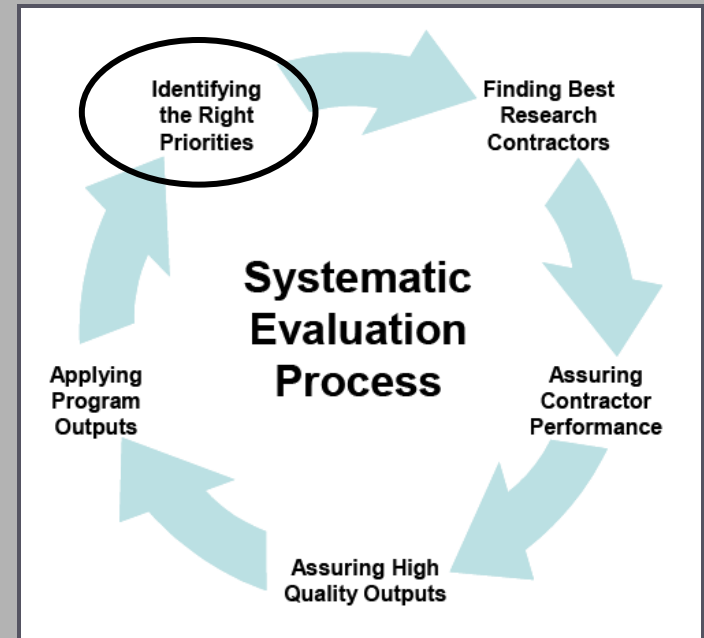 Identifying
the Right
Priorities
Finding Best
Research
Contractors
Systematic
Evaluation
Process
Applying
Program
Outputs
Assuring
Contractor
Performance
Assuring High
Quality Outputs